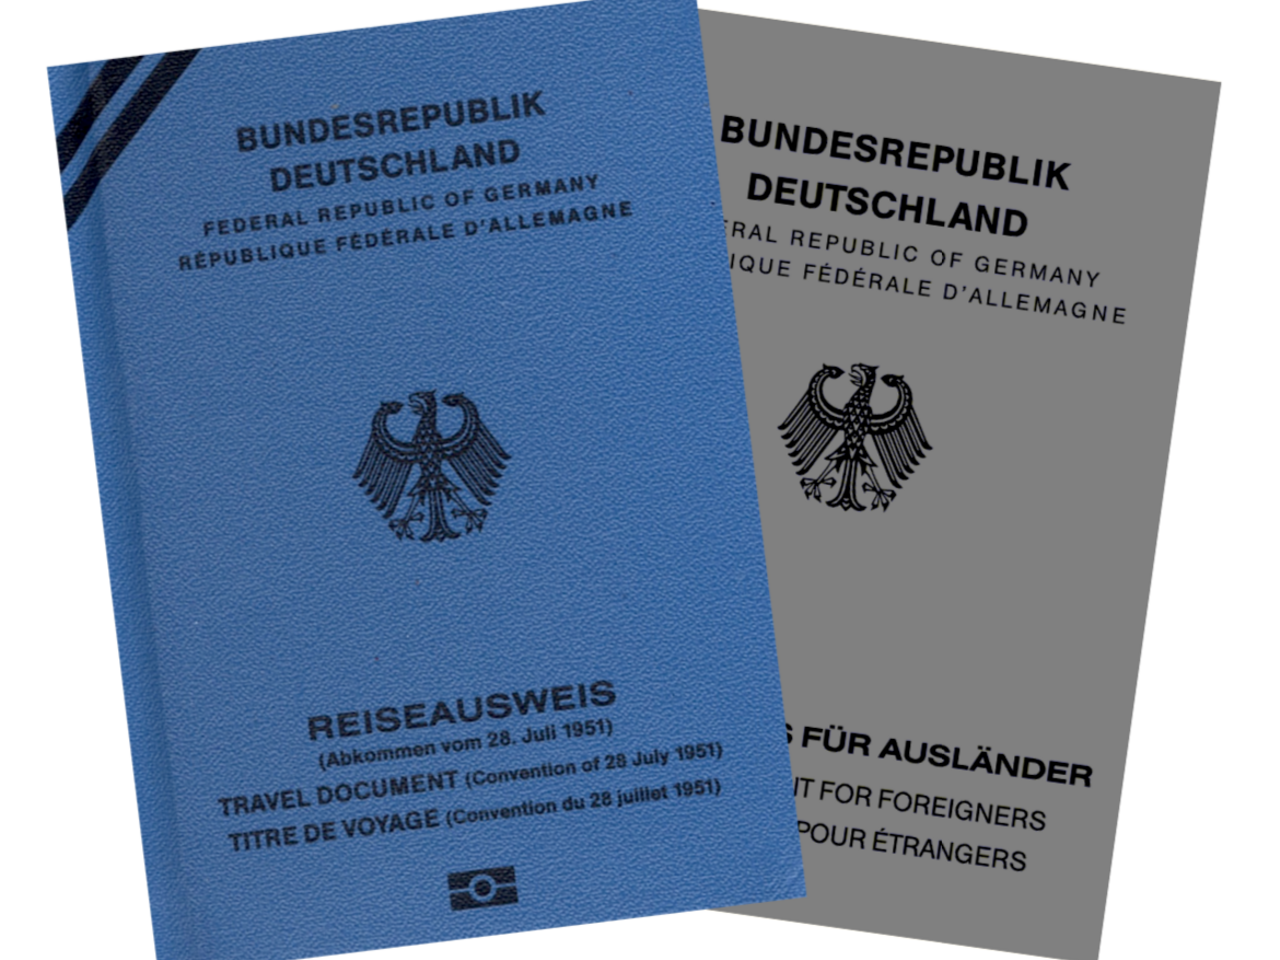 BUNDESREPUBLIK
DEUTSCHLAND
FEDERAL REPUBLIC OF GERMANY
RÉPUBLIQUE FÉDÉRALE D'ALLEMAGNE
REISEAUSWEIS
(Abkommen vom 28. Juli 1951)
TRAVEL DOCUMENT (Convention of 28 July 1951)
TITRE DE VOYAGE (Convention du 28 juillet 1951)
BUNDESREPUBLIK
DEUTSCHLAND
RAL REPUBLIC OF GERMANY
IQUE FÉDÉRALE D'ALLEMAGNE
S FÜR AUSLÄNDER
T FOR FOREIGNERS
POUR ÉTRANGERS